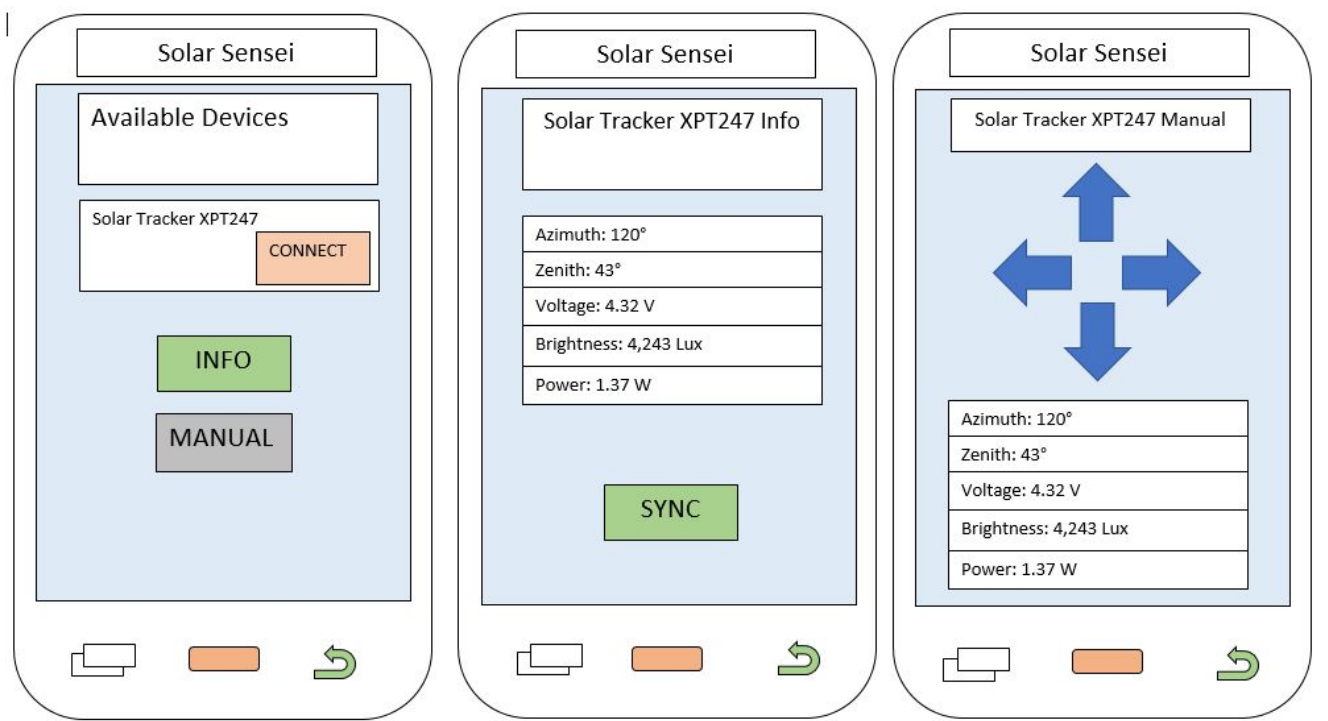 Solar Sensei
Available Devices
Solar Tracker XPT247
CONNECT
INFO
MANUAL
Solar Sensei
Solar Tracker XPT247 Info
Azimuth: 120°
Zenith: 43°
Voltage: 4.32 V
Brightness: 4,243 Lux
Power: 1.37 W
SYNC
Solar Sensei
Solar Tracker XPT247 Manual
Azimuth: 120°
Zenith: 43°
Voltage: 4.32 V
Brightness: 4,243 Lux
Power: 1.37 W